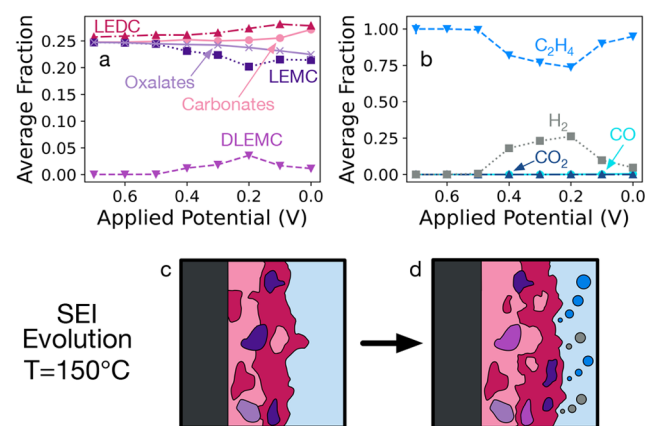 LEDC
0.25
0.20
0.15
0.10
0.05
0.00
Average Fraction
a
Oxalates
LEMC
Carbonates
DLEMC
0.6
0.4
0.2
0.0
Applied Potential (V)
1.00
0.75
0.50
0.25
0.00
Average Fraction
b
C₂H₄
H₂
CO
CO₂
0.6
0.4
0.2
0.0
Applied Potential (V)
c
d
SEI
Evolution
T=150°C